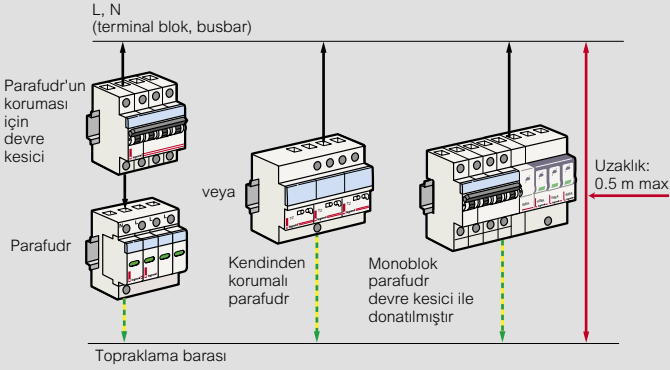 L, N
(terminal blok, busbar)
Parafudr'un
koruması
için
devre
kesici
Parafudr
veya
Kendinden
korumalı
parafudr
Monoblok
parafudr
devre kesici ile
donatılmıştır
Uzaklık:
0.5 m max
Topraklama barası